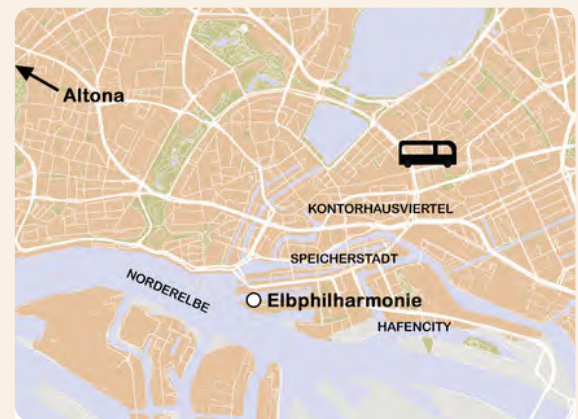 Altona
KONTORHAUSVIERTEL
SPEICHERSTADT
NORDERELBE
Elbphilharmonie
HAFENCITY